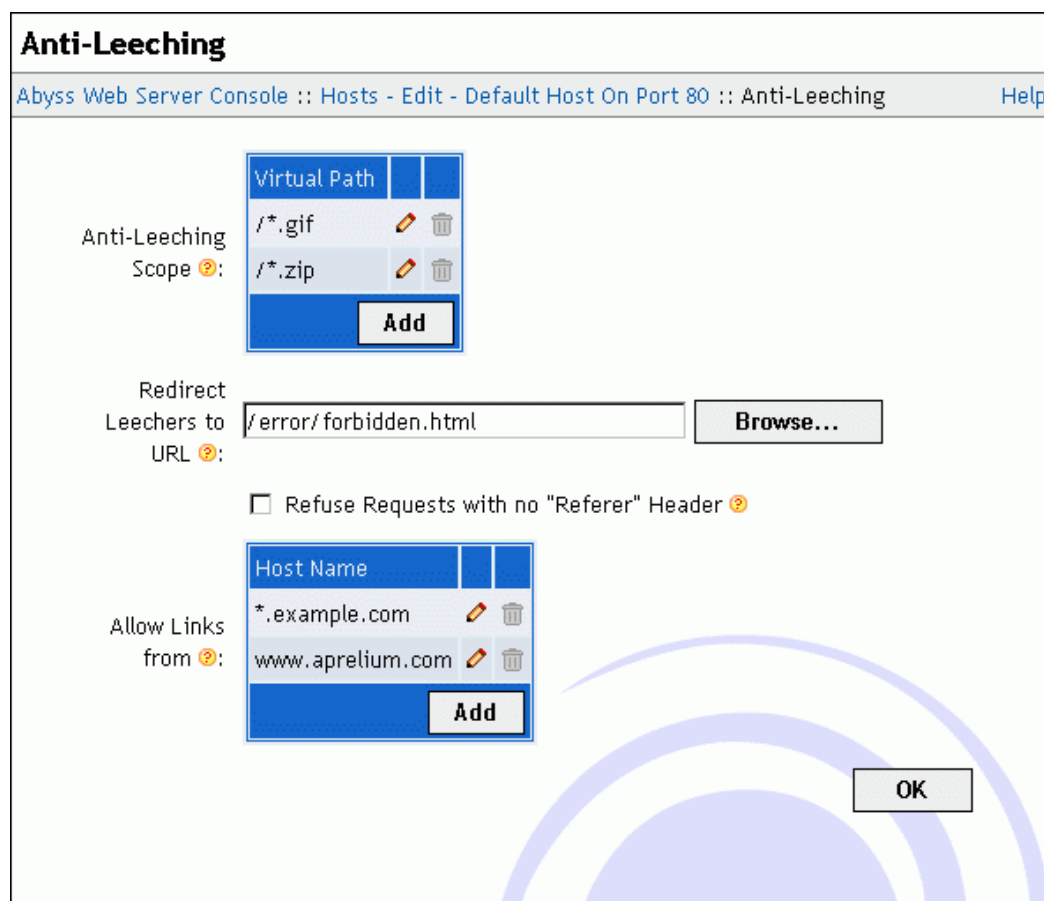 Anti-Leeching
Abyss Web Server Console :: Hosts - Edit - Default Host On Port 80 :: Anti-Leeching Help
Virtual Path
Anti-Leeching
Scope ?:
/*.gif
/*.zip
Add
Redirect
Leechers to
URL ?:
/error/forbidden.html
Browse...
Refuse Requests with no "Referer" Header ?
Host Name
Allow Links
from ?:
*.example.com
www.aprelium.com
Add
OK